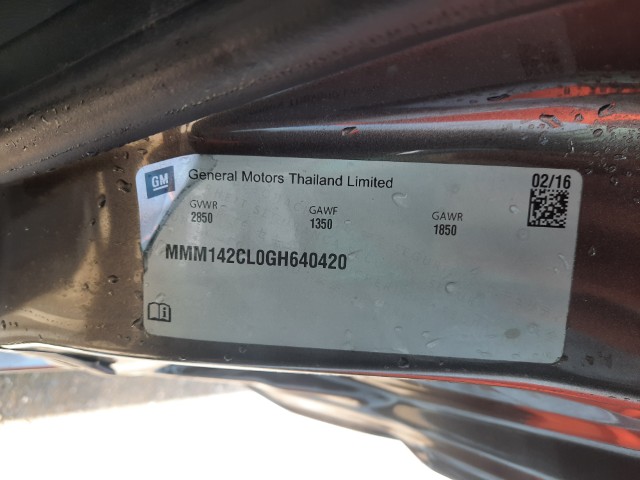 GM General Motors Thailand Limited 02/16
GVWR GAWF GAWR
2850 1350 1850
MMM142CL0GH640420
i